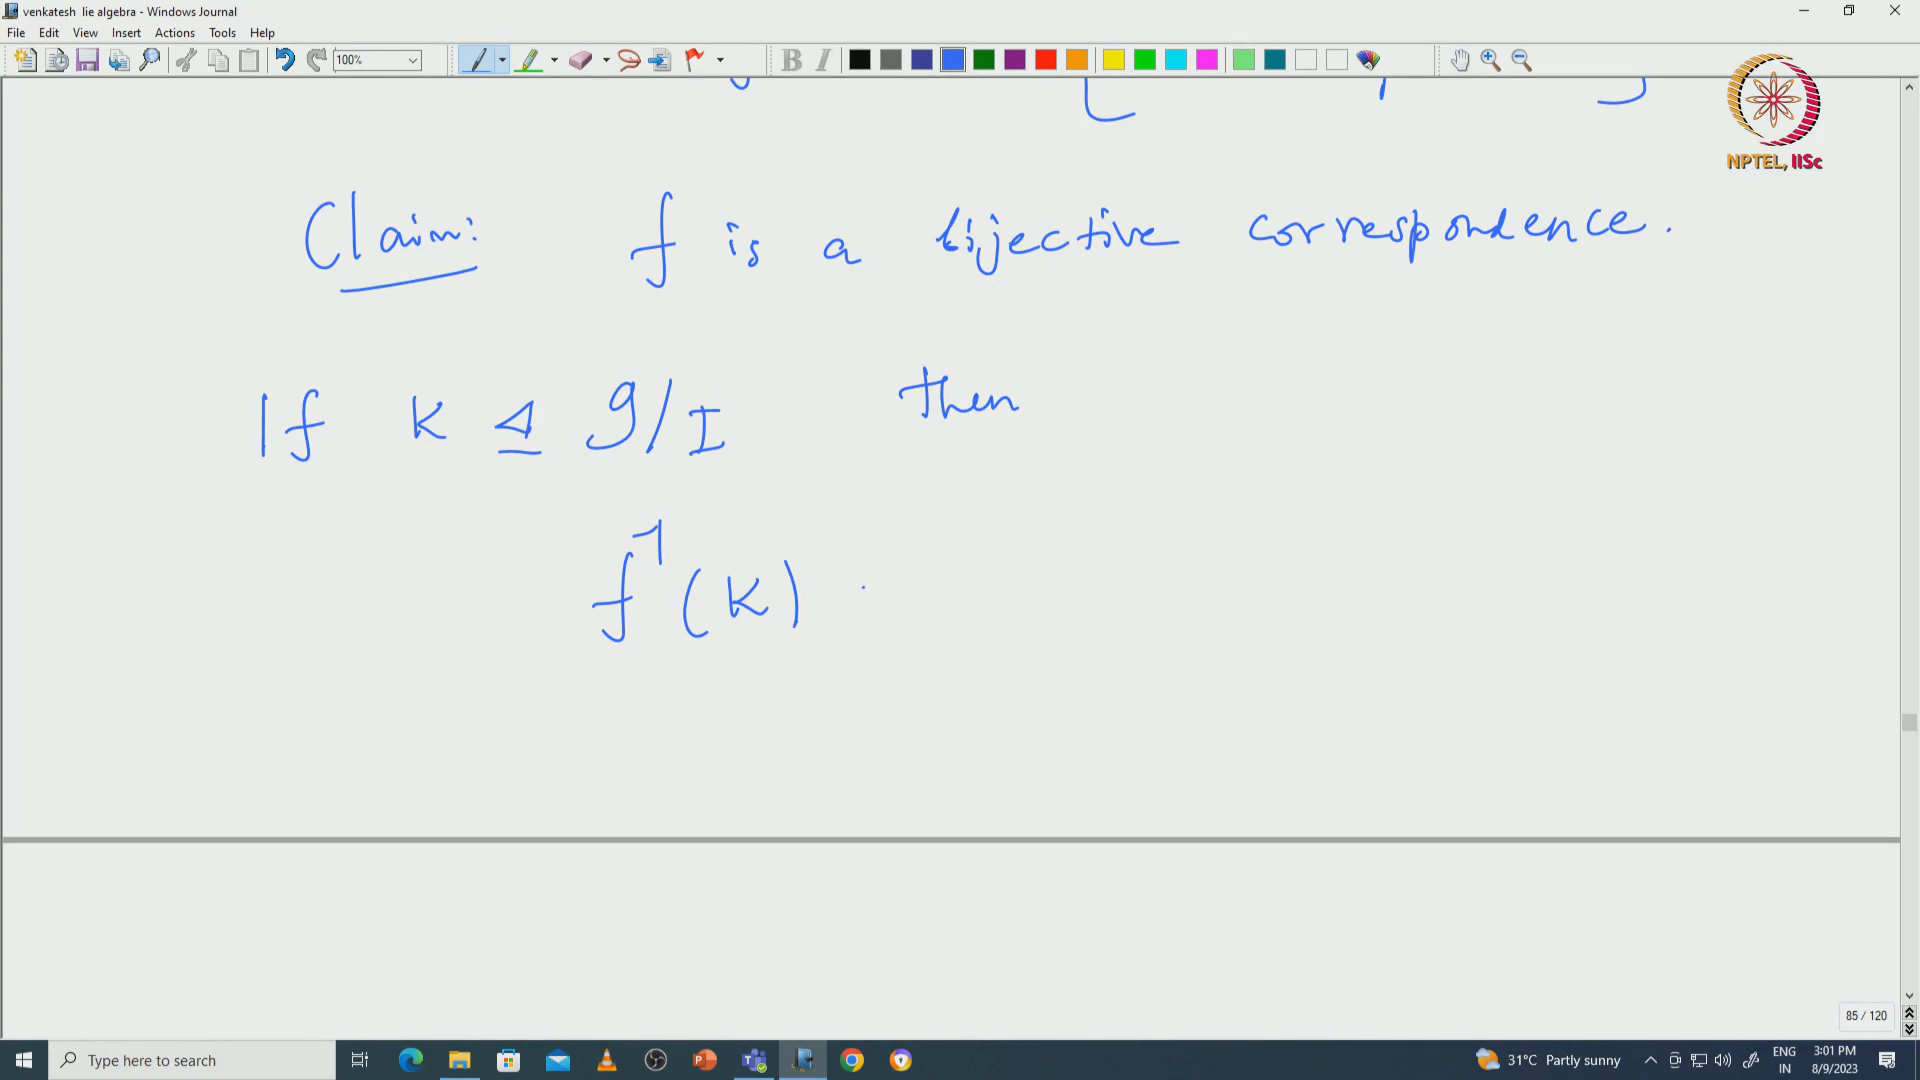 venkatesh lie algebra - Windows Journal
File Edit View Insert Actions Tools Help
100%
B I
NPTEL, IISc
Claim: f is a bijective correspondence.
If K ⊴ g/I then
f⁻¹(K)
85 / 120
Type here to search
31°C Partly sunny
ENG
IN
3:01 PM
8/9/2023